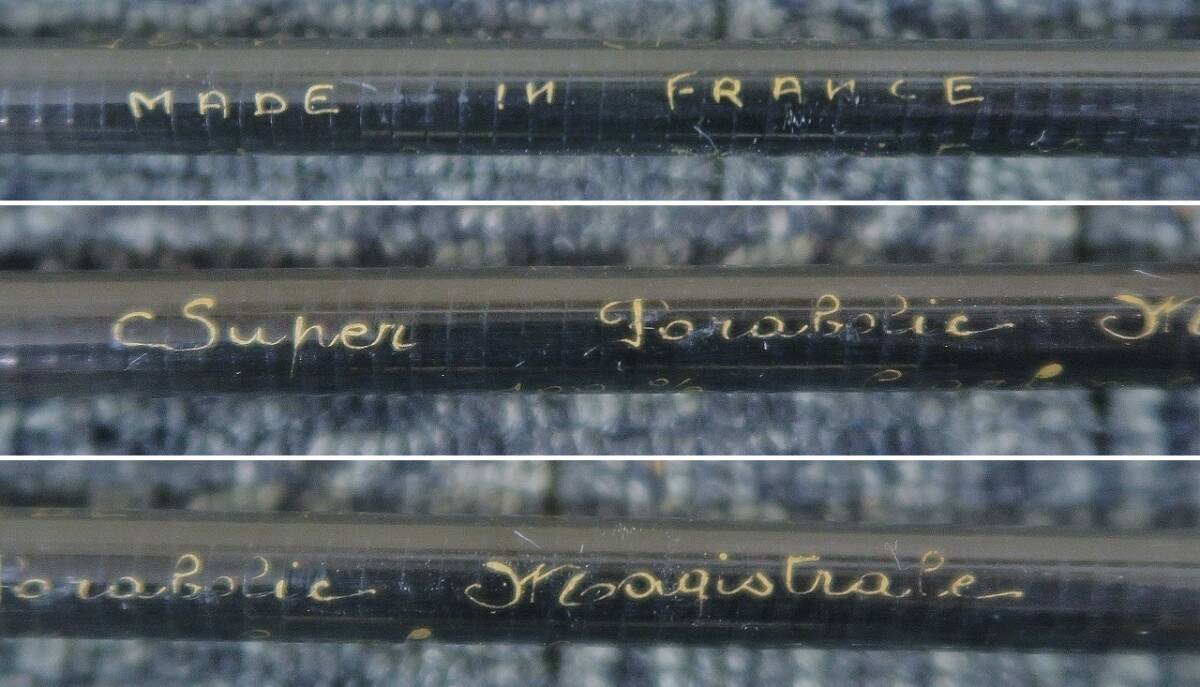 MADE IN FRANCE
Super Parabolic
Parabolic Magistrale